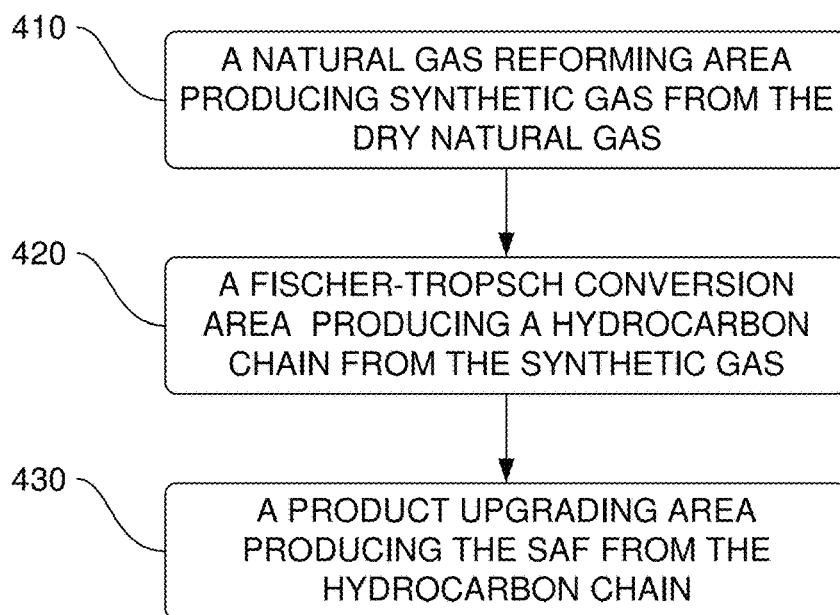 410
A NATURAL GAS REFORMING AREA
PRODUCING SYNTHETIC GAS FROM THE
DRY NATURAL GAS
420
A FISCHER-TROPSCH CONVERSION
AREA PRODUCING A HYDROCARBON
CHAIN FROM THE SYNTHETIC GAS
430
A PRODUCT UPGRADING AREA
PRODUCING THE SAF FROM THE
HYDROCARBON CHAIN